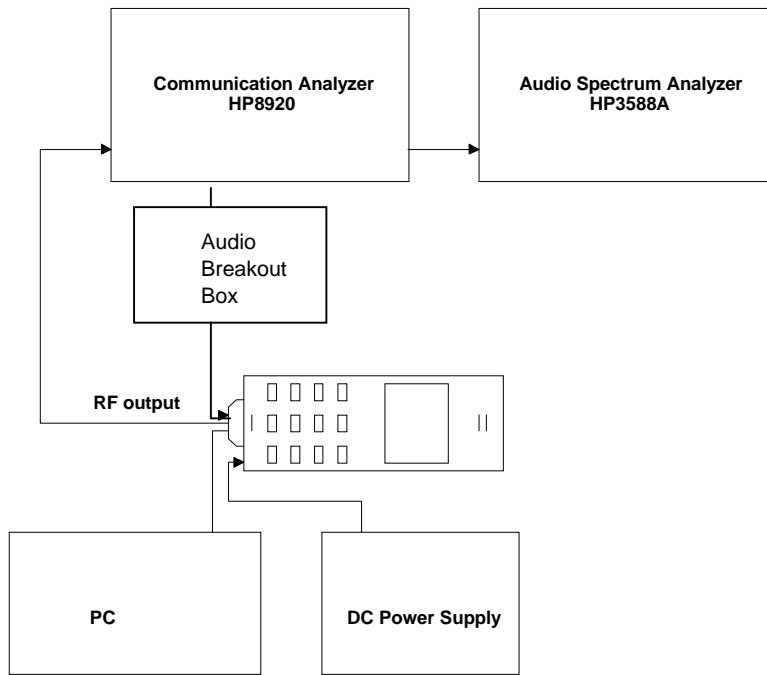 Communication Analyzer
HP8920
Audio Spectrum Analyzer
HP3588A
Audio
Breakout
Box
RF output
PC
DC Power Supply